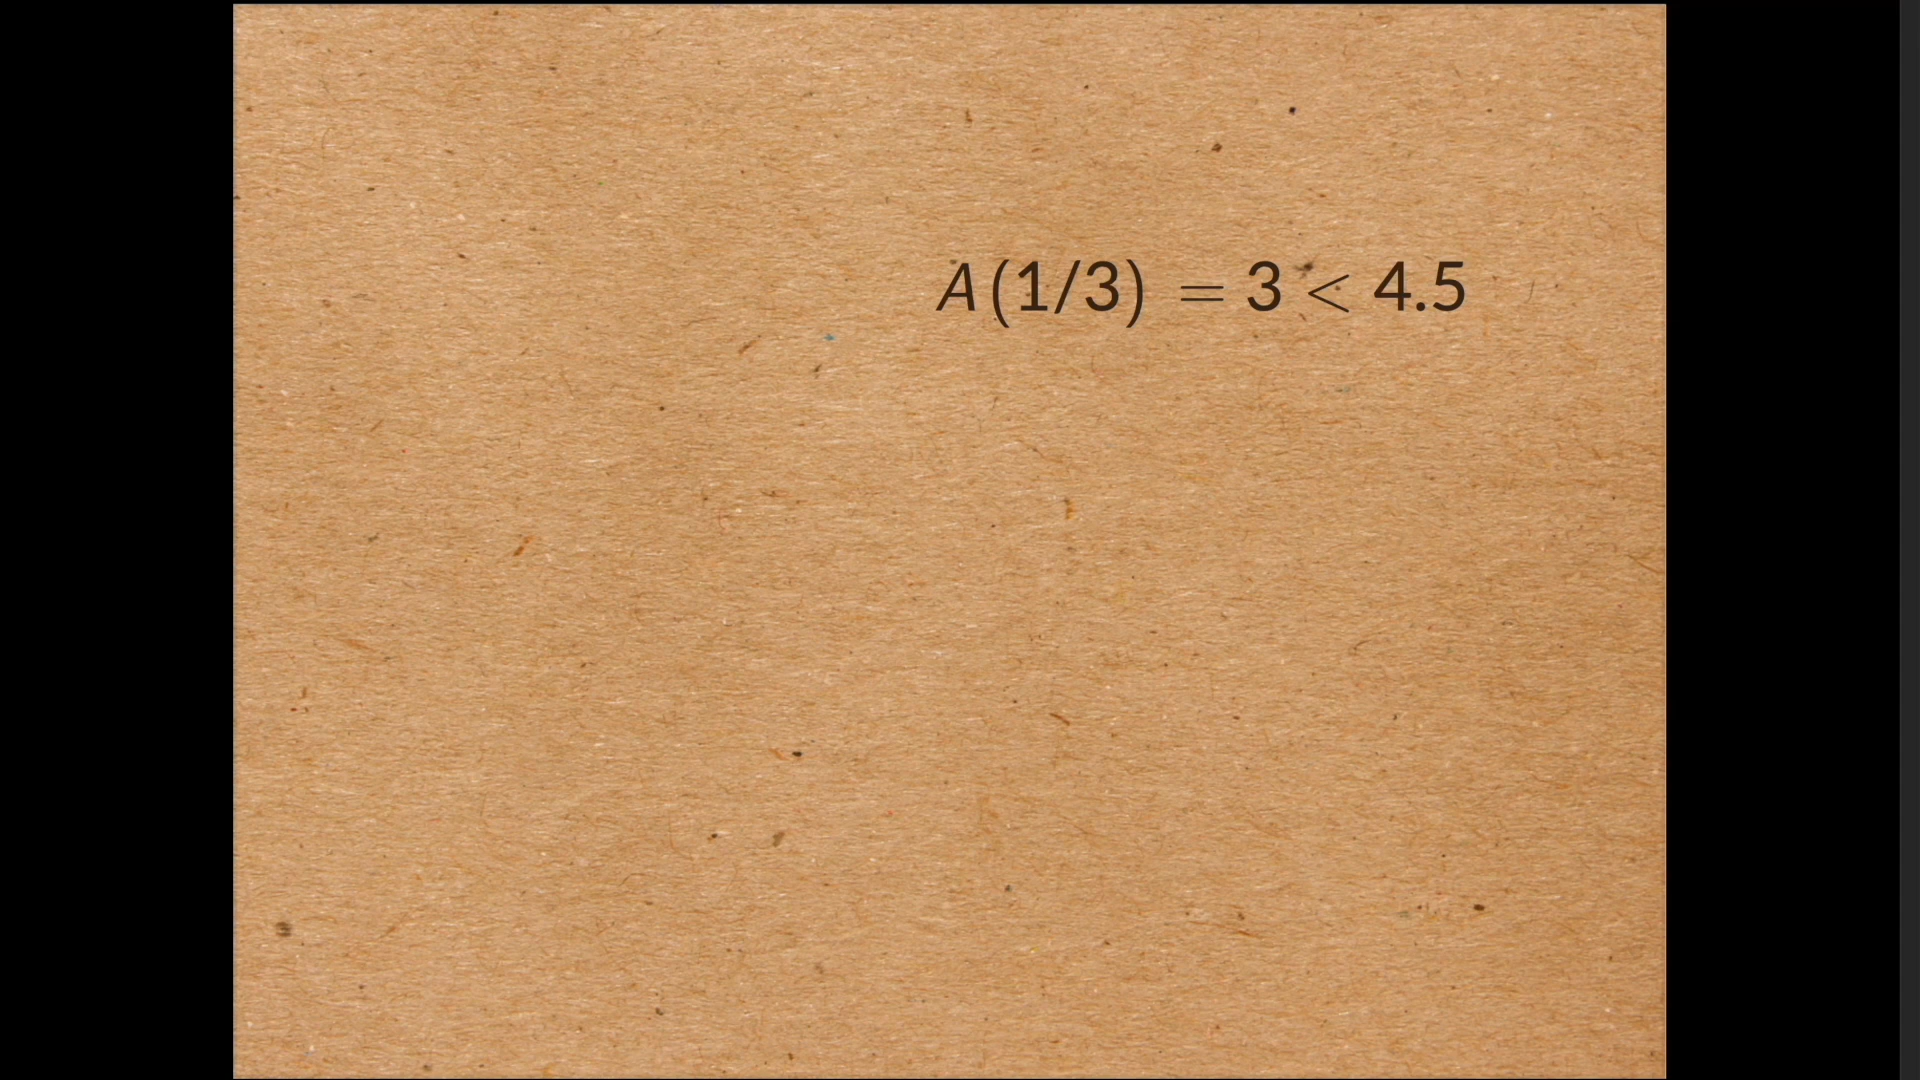 A(1/3) = 3 < 4.5